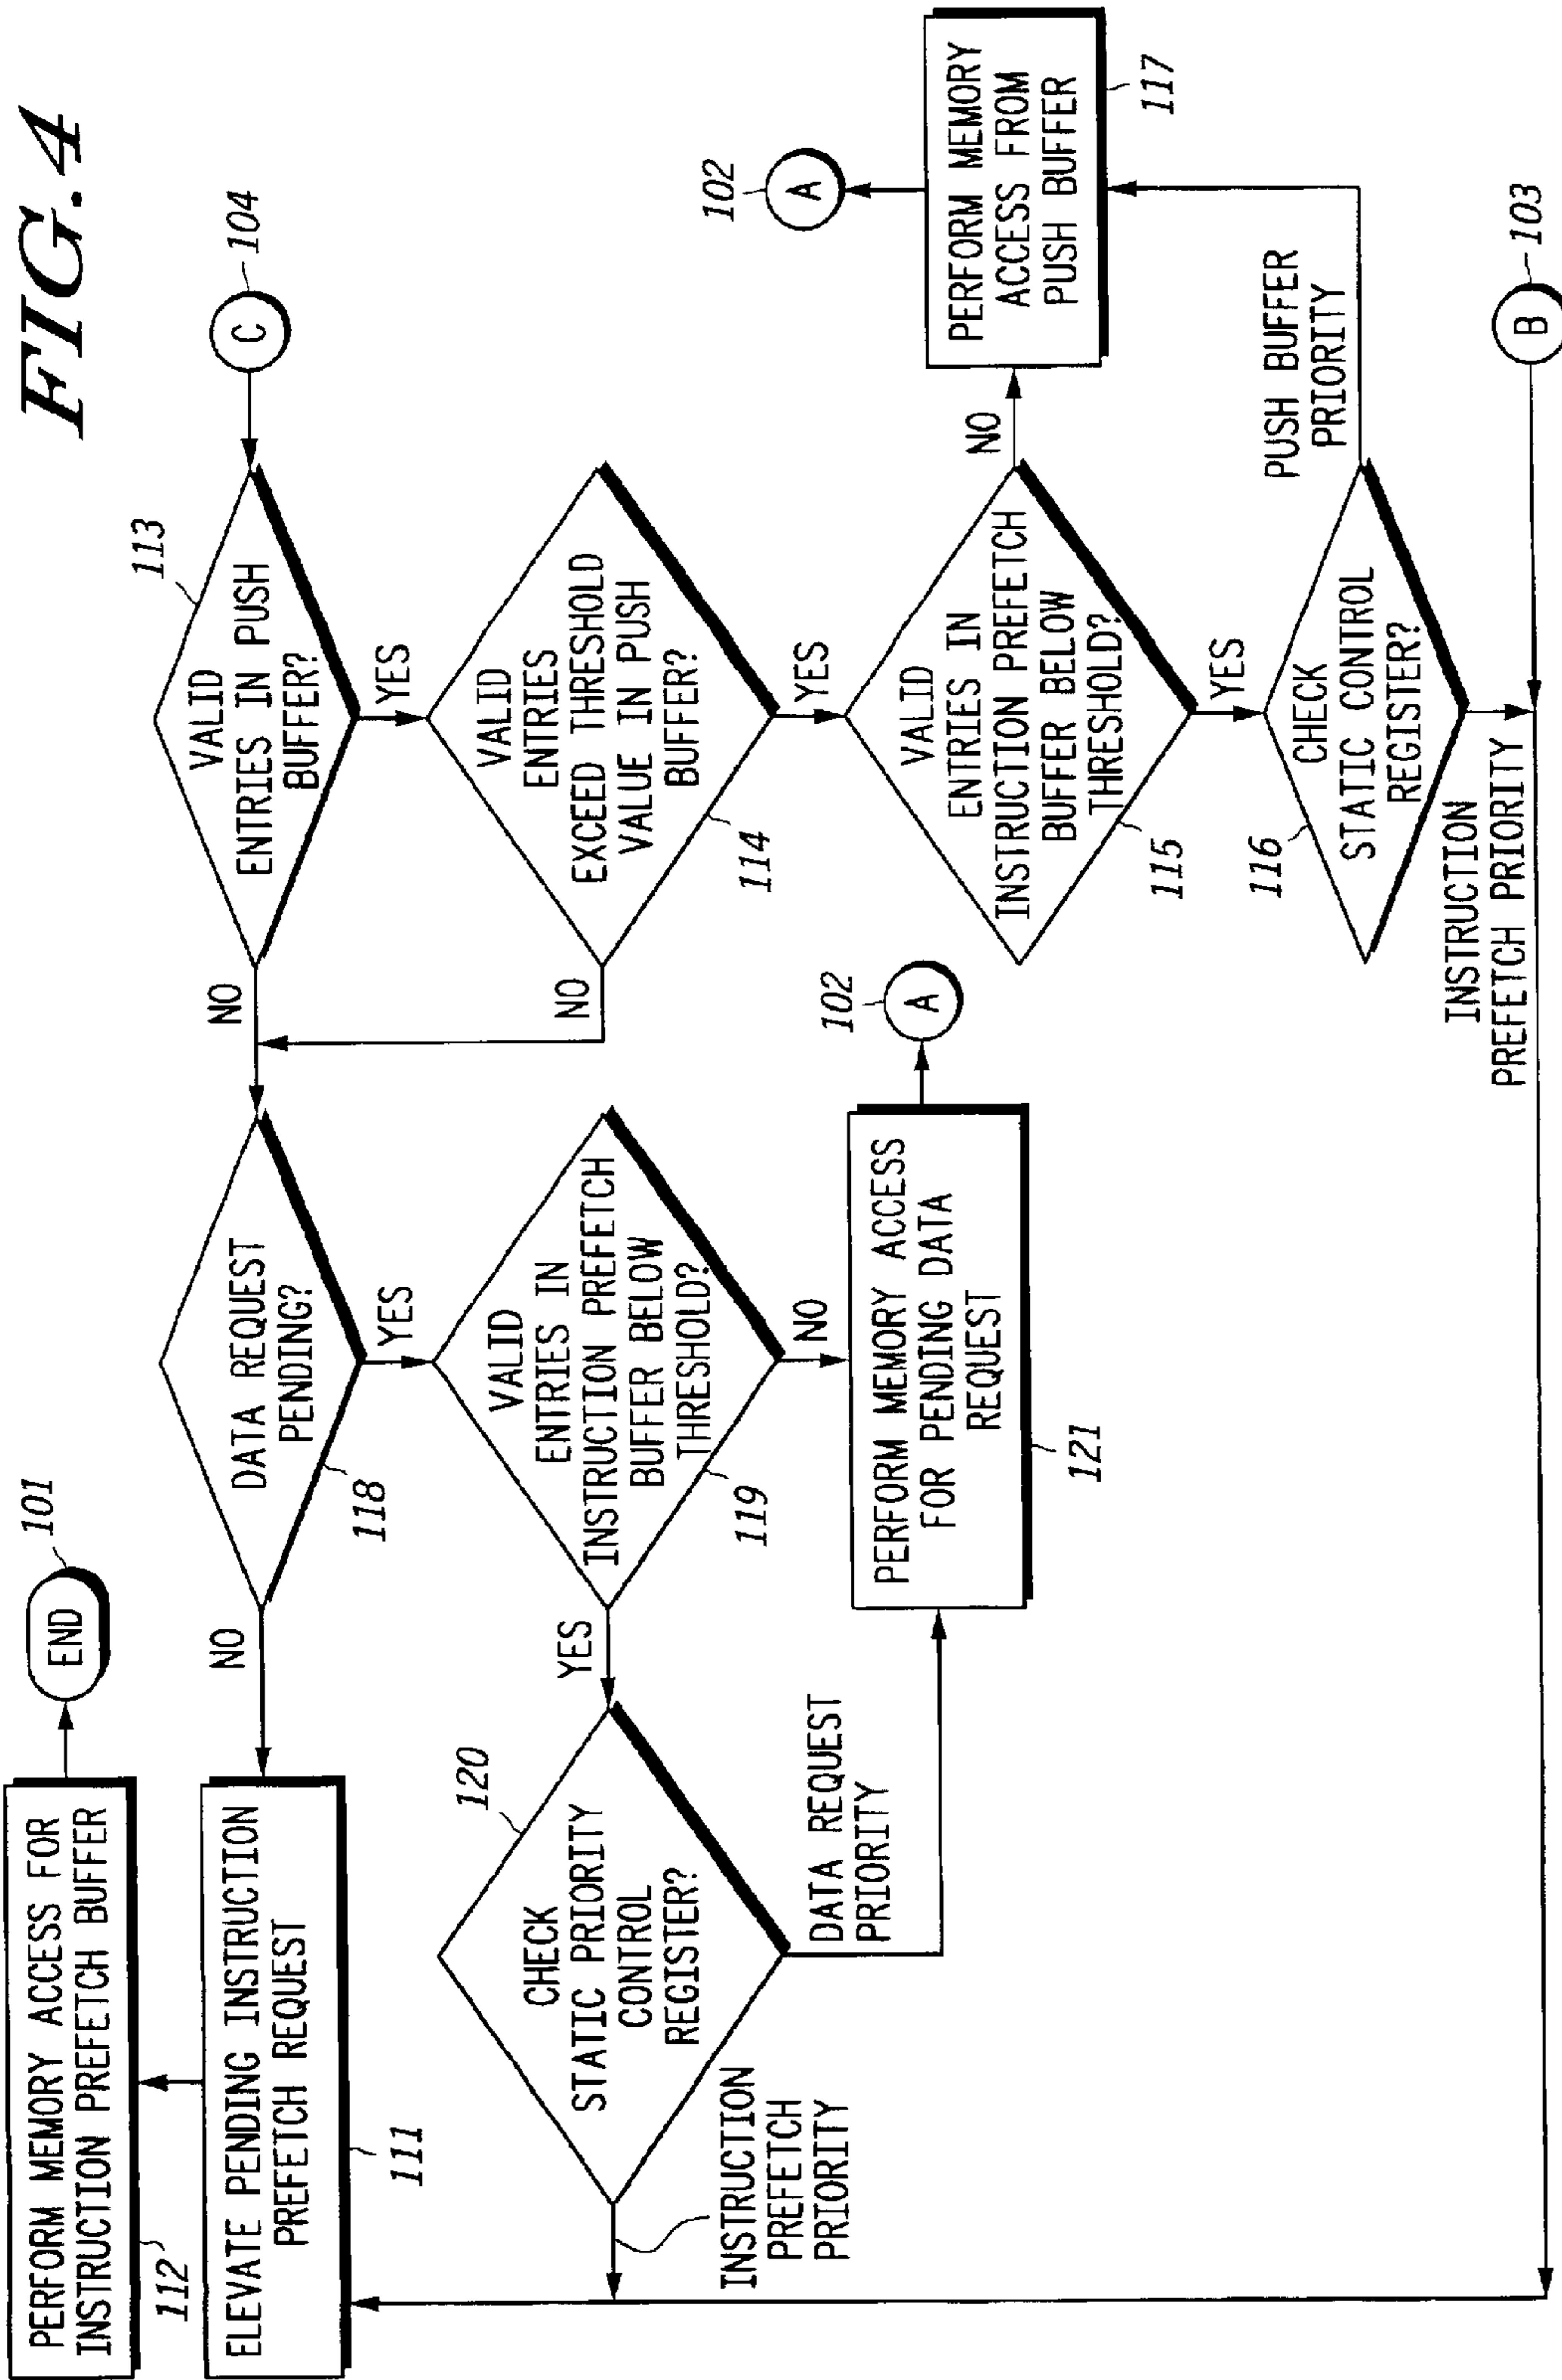 FIG.4
C
104
113
VALID
ENTRIES IN PUSH
BUFFER?
NO
YES
VALID
ENTRIES
EXCEED THRESHOLD
VALUE IN PUSH
BUFFER?
114
NO
YES
VALID
ENTRIES IN
INSTRUCTION PREFETCH
BUFFER BELOW
THRESHOLD?
115
NO
YES
PERFORM MEMORY
ACCESS FROM
PUSH BUFFER
117
102
A
CHECK
STATIC CONTROL
REGISTER?
116
PUSH BUFFER
PRIORITY
INSTRUCTION
PREFETCH PRIORITY
B
103
DATA REQUEST
PENDING?
118
NO
YES
VALID
ENTRIES IN
INSTRUCTION PREFETCH
BUFFER BELOW
THRESHOLD?
119
YES
NO
PERFORM MEMORY ACCESS
FOR PENDING DATA
REQUEST
121
102
A
120
CHECK
STATIC PRIORITY
CONTROL
REGISTER?
DATA REQUEST
PRIORITY
INSTRUCTION
PREFETCH
PRIORITY
ELEVATE PENDING INSTRUCTION
PREFETCH REQUEST
111
PERFORM MEMORY ACCESS FOR
INSTRUCTION PREFETCH BUFFER
112
END
101